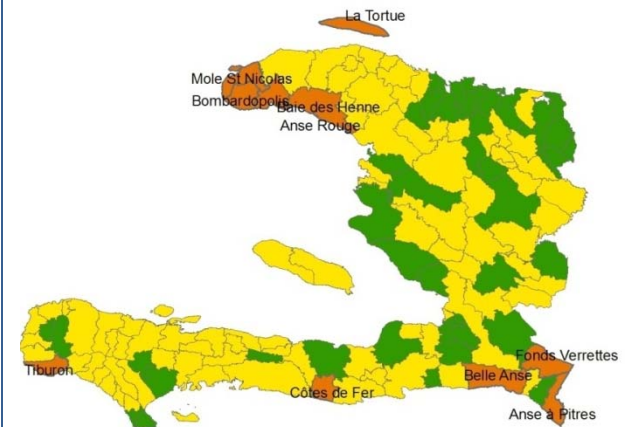 La Tortue
Mole St Nicolas
Bombardopolis
Baie des Henne
Anse Rouge
Fonds Verrettes
Tiburon
Belle Anse
Côtes de Fer
Anse à Pitres